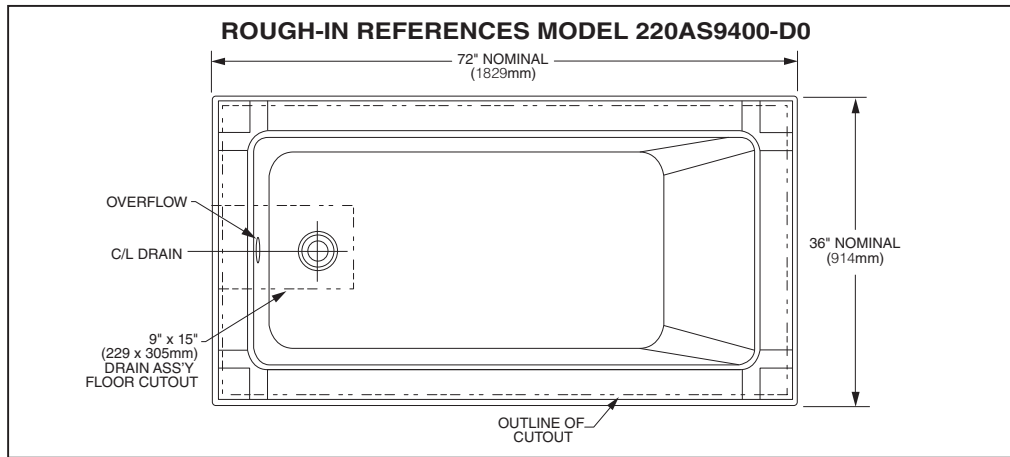 ROUGH-IN REFERENCES MODEL 220AS9400-D0
72" NOMINAL
(1829mm)
OVERFLOW
C/L DRAIN
36" NOMINAL
(914mm)
9" x 15"
(229 x 305mm)
DRAIN ASS'Y
FLOOR CUTOUT
OUTLINE OF
CUTOUT